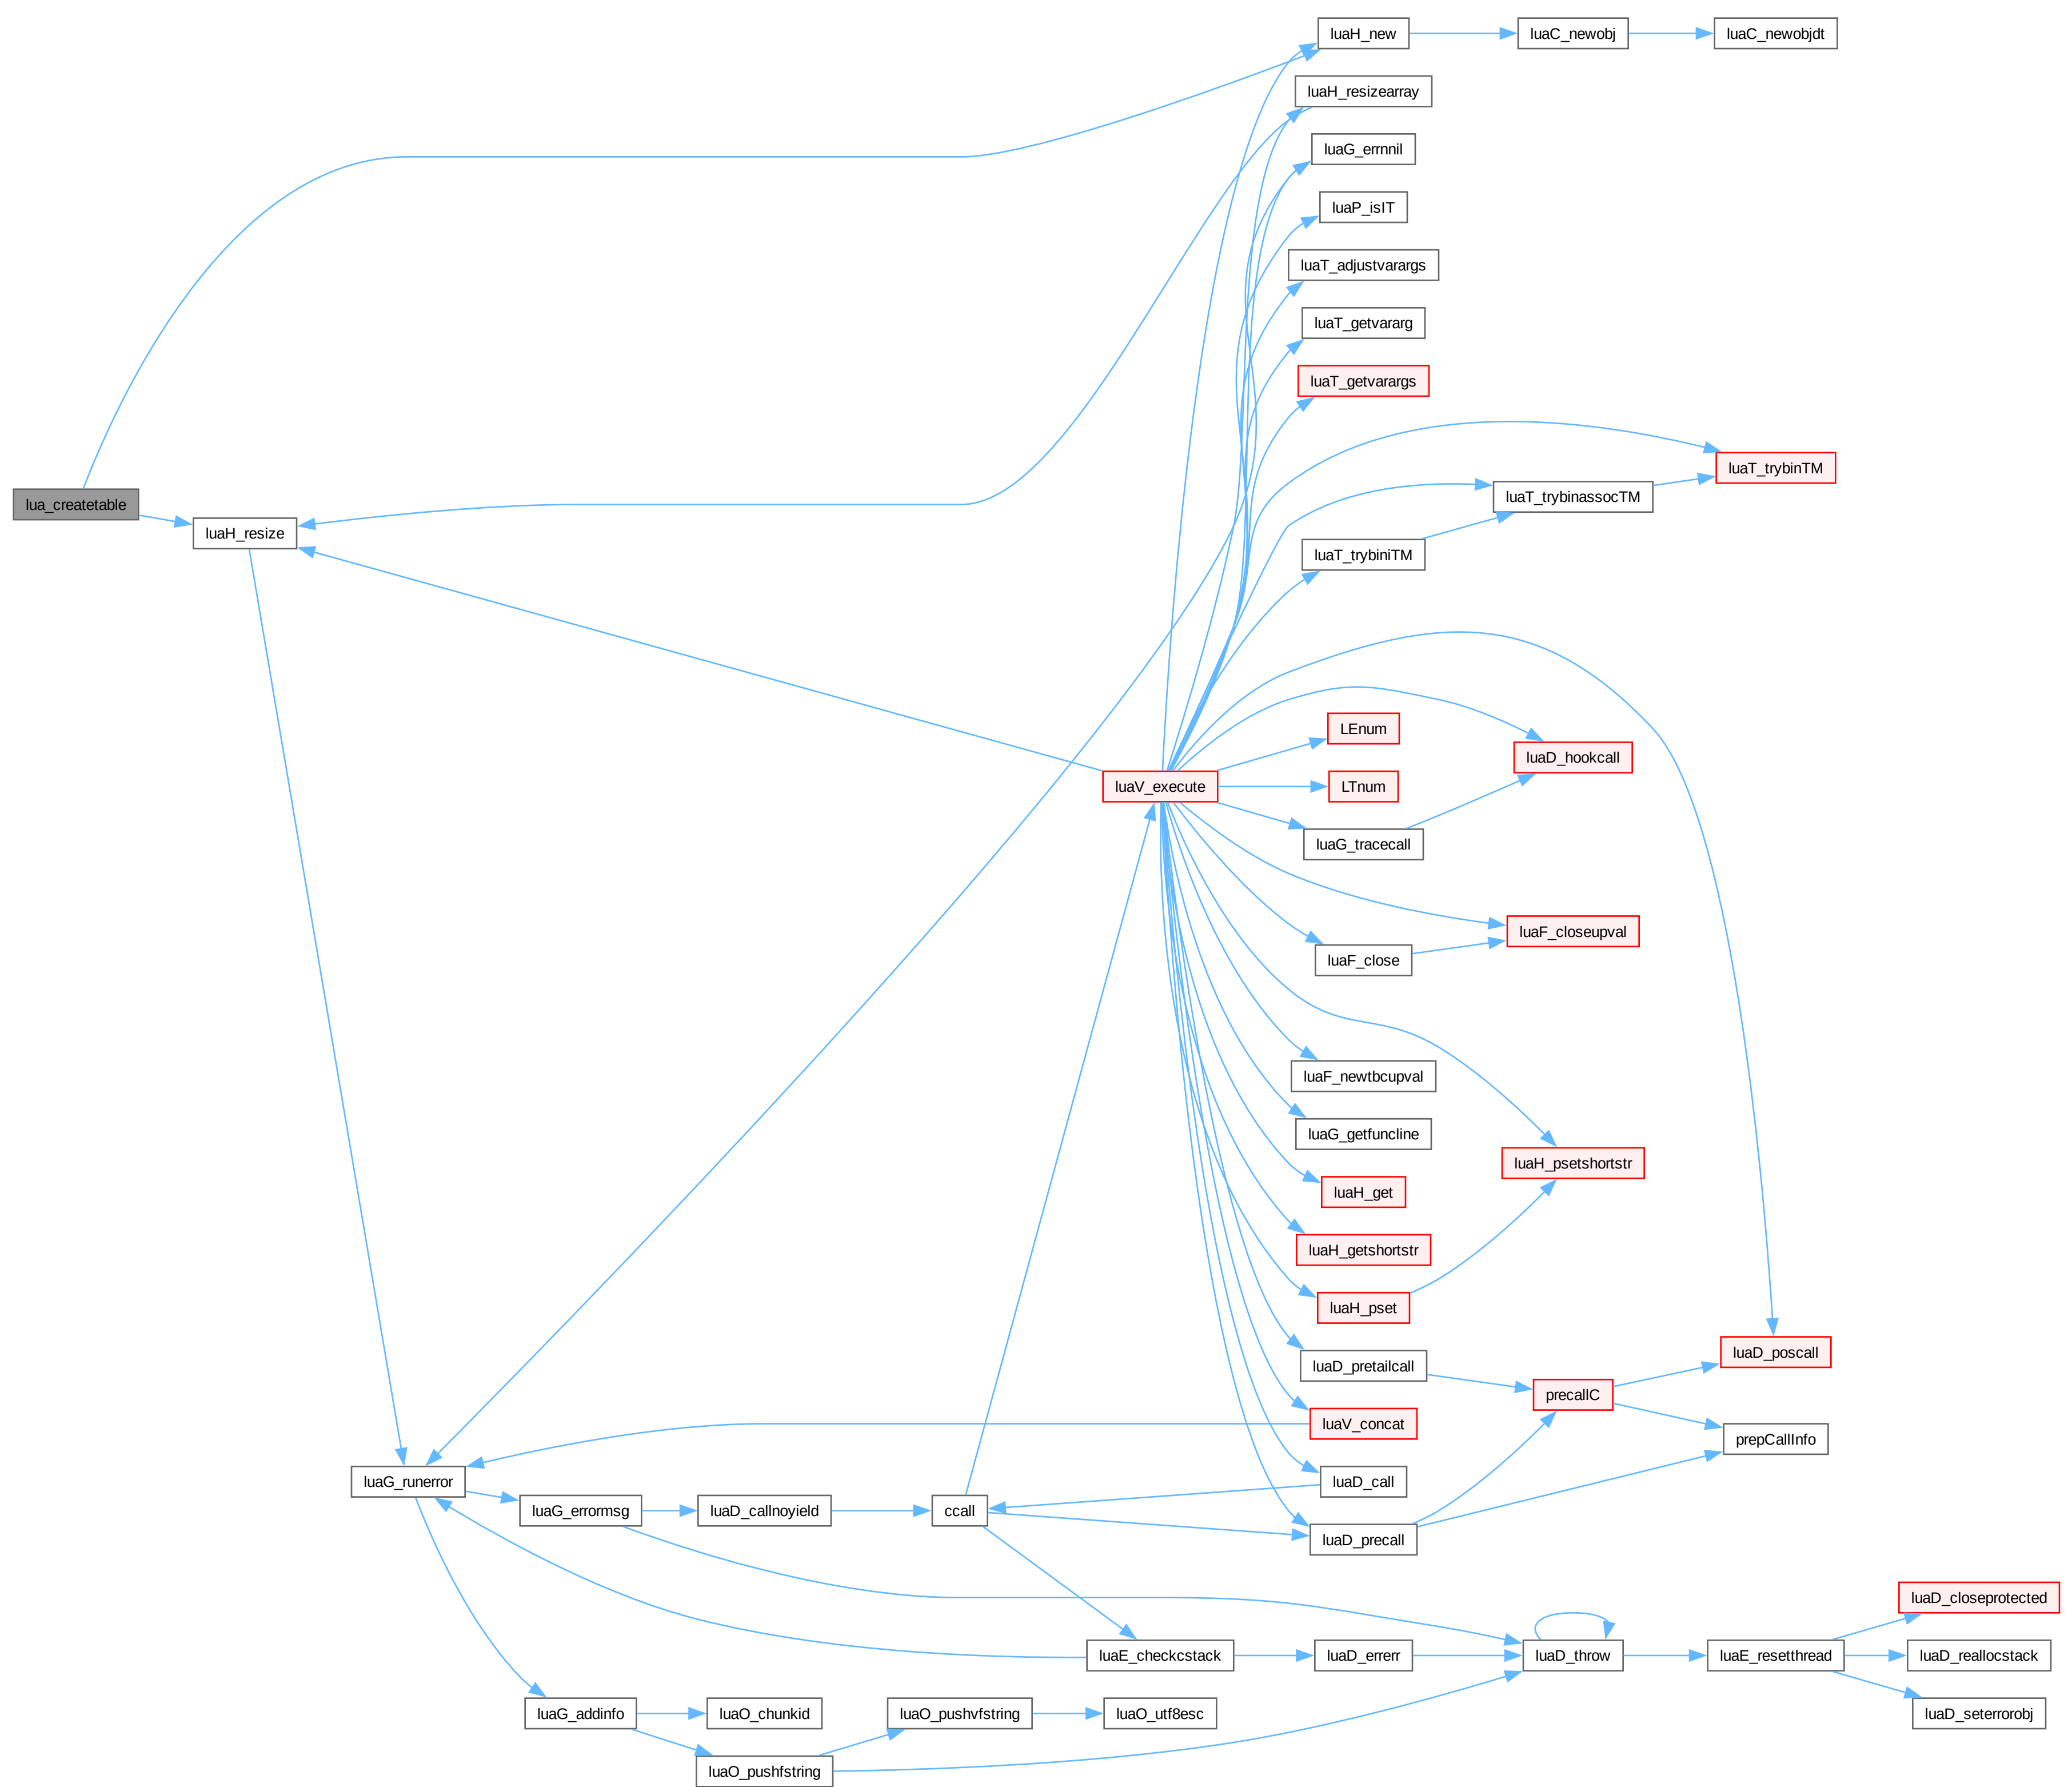 luaH_new
luaC_newobj
luaC_newobjdt
luaH_resizearray
luaG_errnnil
luaP_isIT
luaT_adjustvarargs
luaT_getvararg
luaT_getvarargs
luaT_trybinTM
lua_createtable
luaT_trybinassocTM
luaH_resize
luaT_trybiniTM
LEnum
luaD_hookcall
luaV_execute
LTnum
luaG_tracecall
luaF_closeupval
luaF_close
luaF_newtbcupval
luaG_getfuncline
luaH_psetshortstr
luaH_get
luaH_getshortstr
luaH_pset
luaD_poscall
luaD_pretailcall
precallC
luaV_concat
prepCallInfo
luaG_runerror
luaD_call
luaG_errormsg
luaD_callnoyield
ccall
luaD_precall
luaD_closeprotected
luaE_checkcstack
luaD_errerr
luaD_throw
luaE_resetthread
luaD_reallocstack
luaG_addinfo
luaO_chunkid
luaO_pushvfstring
luaO_utf8esc
luaD_seterrorobj
luaO_pushfstring